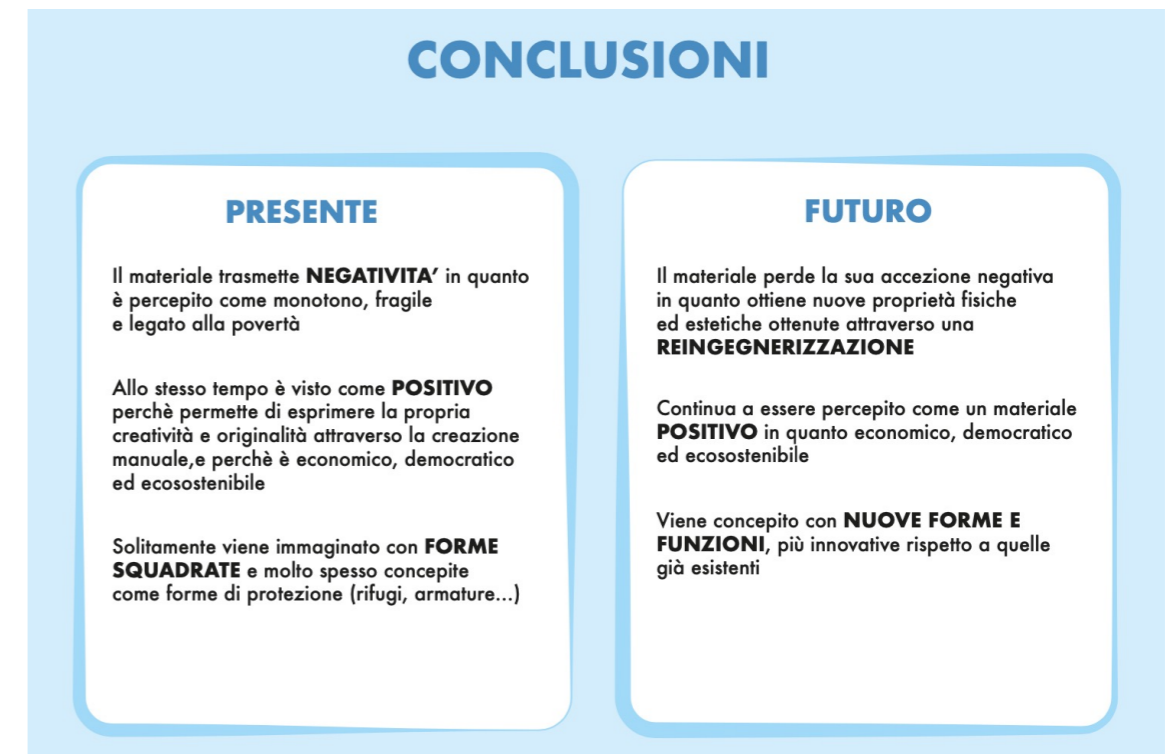 CONCLUSIONI
PRESENTE
Il materiale trasmette NEGATIVITA' in quanto
è percepito come monotono, fragile
e legato alla povertà
Allo stesso tempo è visto come POSITIVO
perchè permette di esprimere la propria
creatività e originalità attraverso la creazione
manuale,e perchè è economico, democratico
ed ecosostenibile
Solitamente viene immaginato con FORME
SQUADRATE e molto spesso concepite
come forme di protezione (rifugi, armature...)
FUTURO
Il materiale perde la sua accezione negativa
in quanto ottiene nuove proprietà fisiche
ed estetiche ottenute attraverso una
REINGEGNERIZZAZIONE
Continua a essere percepito come un materiale
POSITIVO in quanto economico, democratico
ed ecosostenibile
Viene concepito con NUOVE FORME E
FUNZIONI, più innovative rispetto a quelle
già esistenti